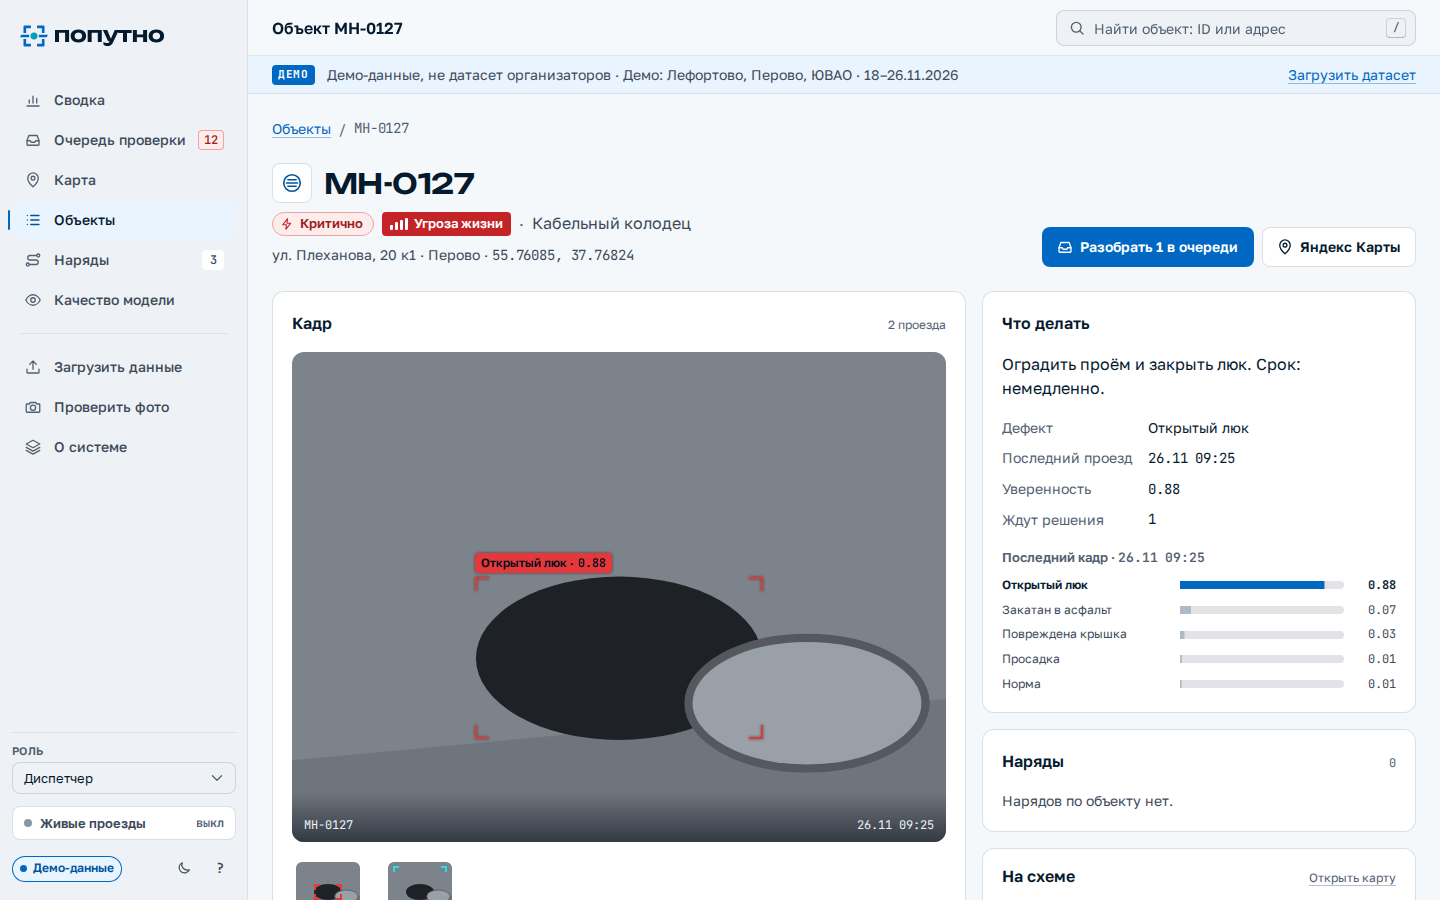 ПОПУТНО
Объект МН-0127
Найти объект: ID или адрес
/
ДЕМО
Демо-данные, не датасет организаторов · Демо: Лефортово, Перово, ЮВАО · 18–26.11.2026
Загрузить датасет
Сводка
Очередь проверки
12
Карта
Объекты
Наряды
3
Качество модели
Загрузить данные
Проверить фото
О системе
РОЛЬ
Диспетчер
Живые проезды
выкл
Демо-данные
?
Объекты / МН-0127
МН-0127
Критично
Угроза жизни
· Кабельный колодец
ул. Плеханова, 20 к1 · Перово · 55.76085, 37.76824
Разобрать 1 в очереди
Яндекс Карты
Кадр
2 проезда
Открытый люк · 0.88
МН-0127
26.11 09:25
Что делать
Оградить проём и закрыть люк. Срок:
немедленно.
Дефект Открытый люк
Последний проезд 26.11 09:25
Уверенность 0.88
Ждут решения 1
Последний кадр · 26.11 09:25
Открытый люк 0.88
Закатан в асфальт 0.07
Повреждена крышка 0.03
Просадка 0.01
Норма 0.01
Наряды
0
Нарядов по объекту нет.
На схеме
Открыть карту